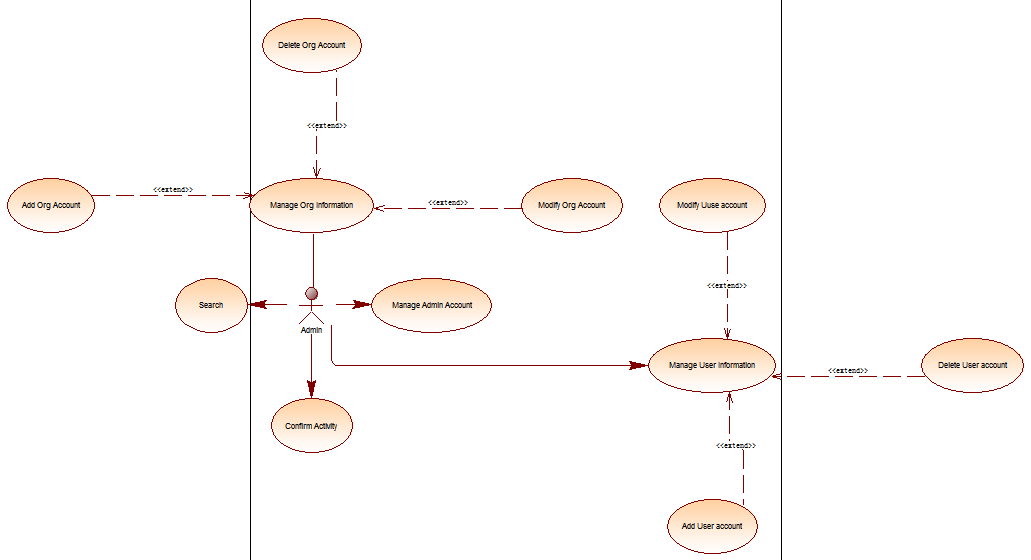 Delete Org Account
<<extend>>
<<extend>>
Add Org Account
Manage Org Information
<<extend>>
Modify Org Account
Modify Uuse account
<<extend>>
Search
Manage Admin Account
Admin
Manage User Information
<<extend>>
Delete User account
Confirm Activity
<<extend>>
Add User account